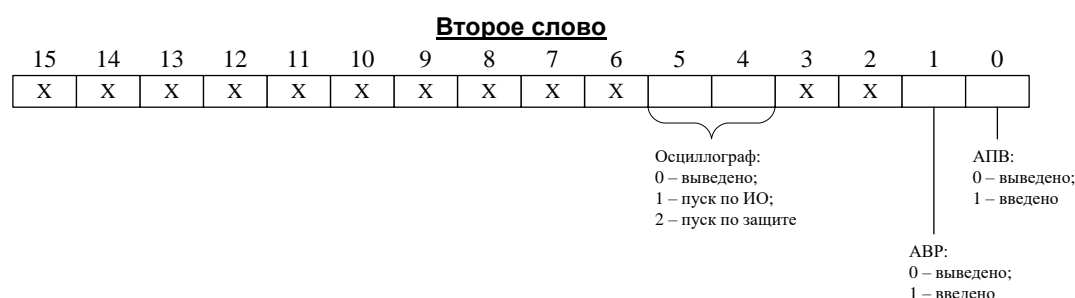 Второе слово
15 14 13 12 11 10 9 8 7 6 5 4 3 2 1 0
X X X X X X X X X X X X
Осциллограф:
0 – выведено;
1 – пуск по ИО;
2 – пуск по защите
АПВ:
0 – выведено;
1 – введено
АВР:
0 – выведено;
1 – введено